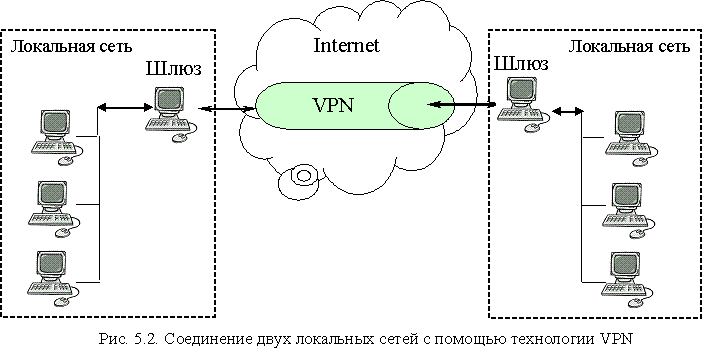 Локальная сеть
Internet
Локальная сеть
Шлюз
Шлюз
VPN
Рис. 5.2. Соединение двух локальных сетей с помощью технологии VPN